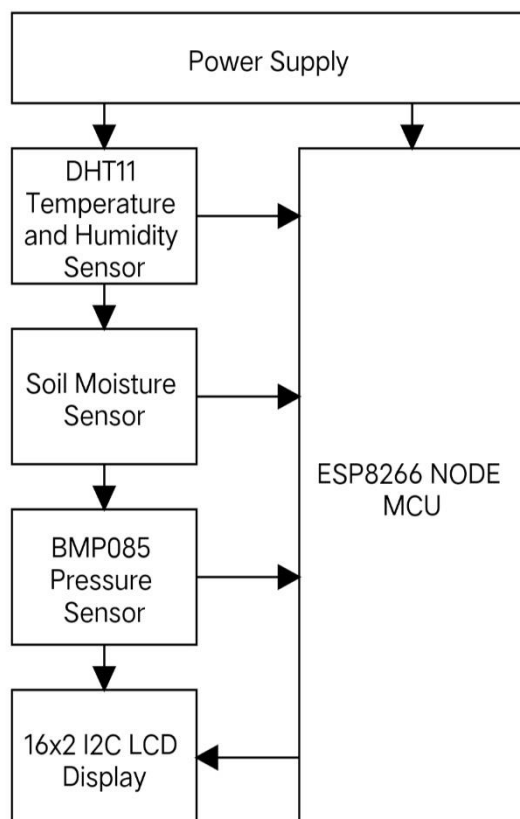 Power Supply
DHT11
Temperature
and Humidity
Sensor
Soil Moisture
Sensor
ESP8266 NODE
MCU
BMP085
Pressure
Sensor
16x2 I2C LCD
Display